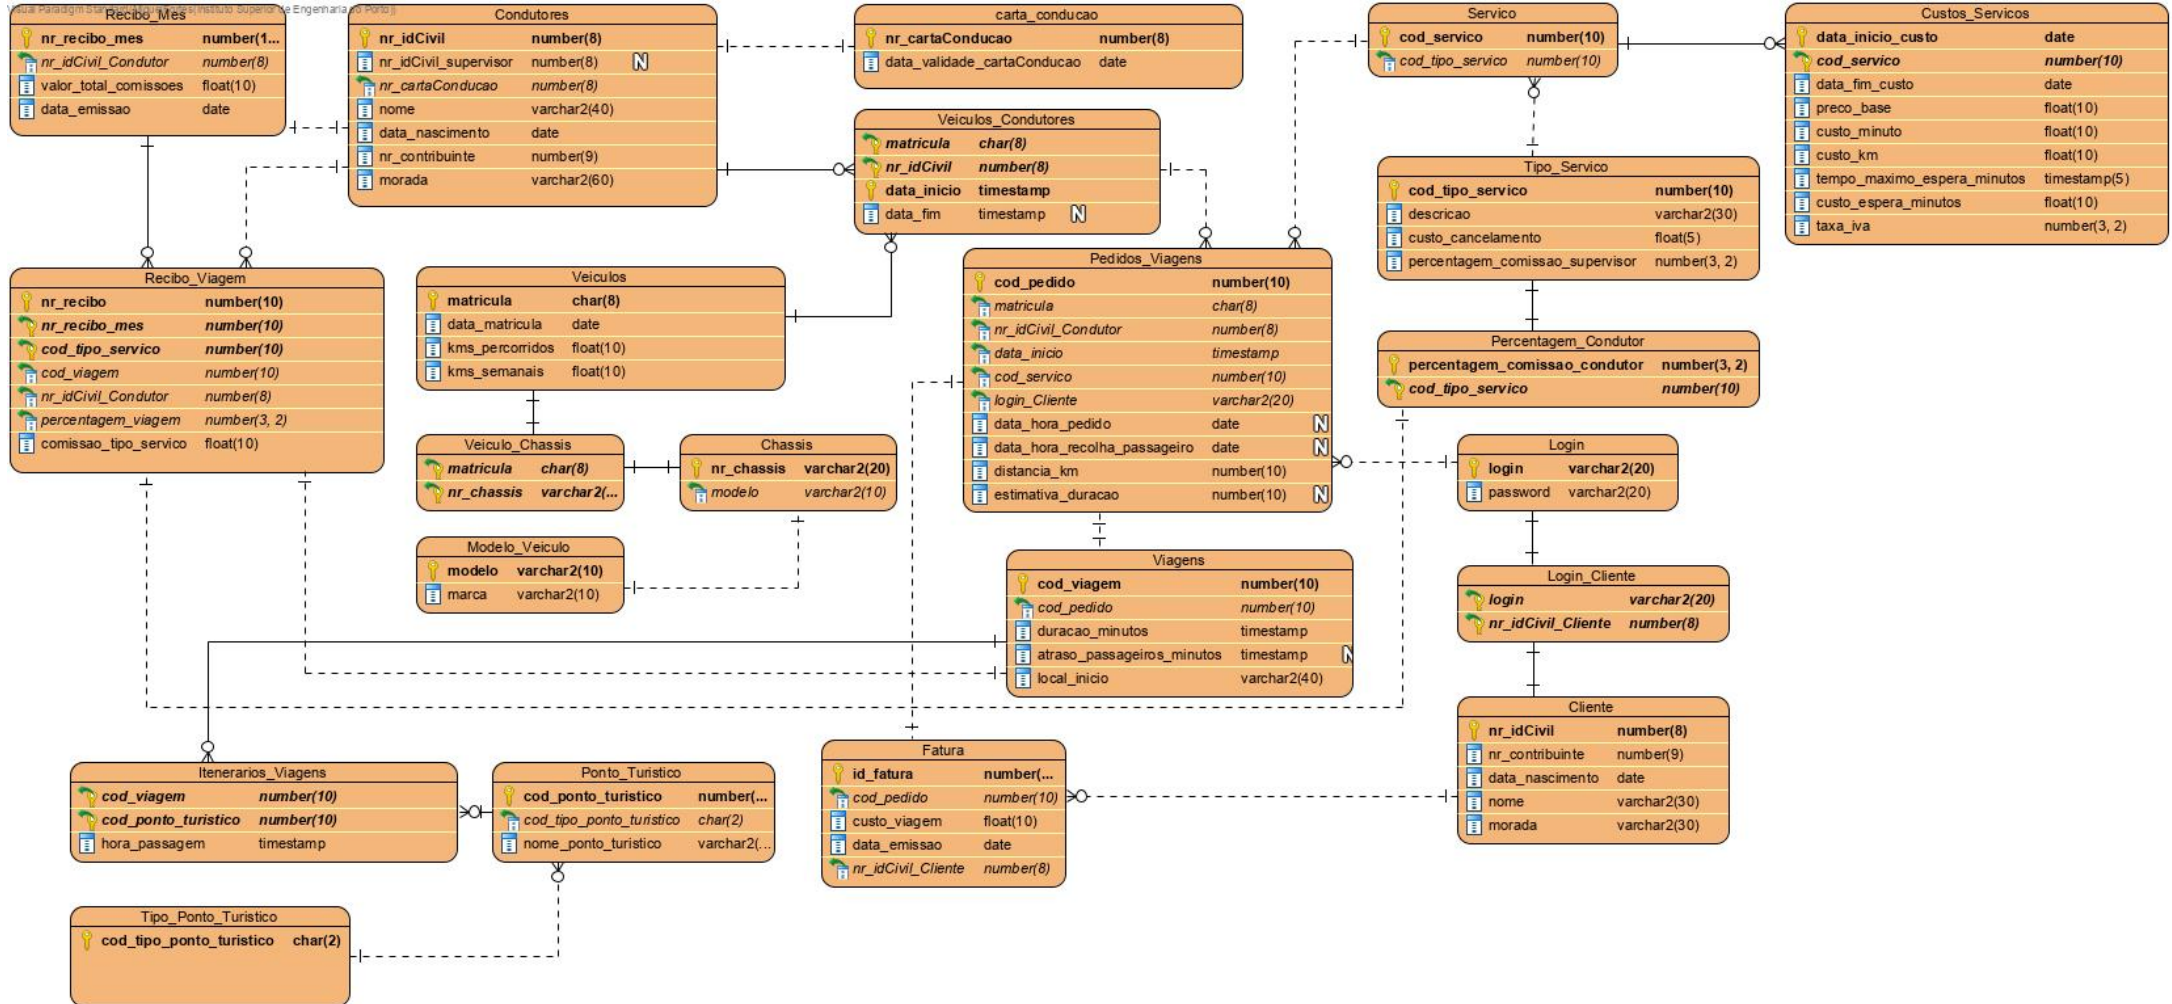 Recibo_Mes
nr_recibo_mes number(1...
nr_idCivil_Condutor number(8)
valor_total_comissoes float(10)
data_emissao date
Condutores
nr_idCivil number(8)
nr_idCivil_supervisor number(8) N
nr_cartaConducao number(8)
nome varchar2(40)
data_nascimento date
nr_contribuinte number(9)
morada varchar2(60)
carta_conducao
nr_cartaConducao number(8)
data_validade_cartaConducao date
Servico
cod_servico number(10)
cod_tipo_servico number(10)
Custos_Servicos
data_inicio_custo date
cod_servico number(10)
data_fim_custo date
preco_base float(10)
custo_minuto float(10)
custo_km float(10)
tempo_maximo_espera_minutos timestamp(5)
custo_espera_minutos float(10)
taxa_iva number(3, 2)
Veiculos_Condutores
matricula char(8)
nr_idCivil number(8)
data_inicio timestamp
data_fim timestamp N
Tipo_Servico
cod_tipo_servico number(10)
descricao varchar2(30)
custo_cancelamento float(5)
percentagem_comissao_supervisor number(3, 2)
Recibo_Viagem
nr_recibo number(10)
nr_recibo_mes number(10)
cod_tipo_servico number(10)
cod_viagem number(10)
nr_idCivil_Condutor number(8)
percentagem_viagem number(3, 2)
comissao_tipo_servico float(10)
Veiculos
matricula char(8)
data_matricula date
kms_percorridos float(10)
kms_semanais float(10)
Pedidos_Viagens
cod_pedido number(10)
matricula char(8)
nr_idCivil_Condutor number(8)
data_inicio timestamp
cod_servico number(10)
login_Cliente varchar2(20)
data_hora_pedido date N
data_hora_recolha_passageiro date N
distancia_km number(10)
estimativa_duracao number(10) N
Percentagem_Condutor
percentagem_comissao_condutor number(3, 2)
cod_tipo_servico number(10)
Veiculo_Chassis
matricula char(8)
nr_chassis varchar2(...
Chassis
nr_chassis varchar2(20)
modelo varchar2(10)
Login
login varchar2(20)
password varchar2(20)
Modelo_Veiculo
modelo varchar2(10)
marca varchar2(10)
Viagens
cod_viagem number(10)
cod_pedido number(10)
duracao_minutos timestamp
atraso_passageiros_minutos timestamp N
local_inicio varchar2(40)
Login_Cliente
login varchar2(20)
nr_idCivil_Cliente number(8)
Cliente
nr_idCivil number(8)
nr_contribuinte number(9)
data_nascimento date
nome varchar2(30)
morada varchar2(30)
Itenerarios_Viagens
cod_viagem number(10)
cod_ponto_turistico number(10)
hora_passagem timestamp
Ponto_Turistico
cod_ponto_turistico number(...
cod_tipo_ponto_turistico char(2)
nome_ponto_turistico varchar2(...
Fatura
id_fatura number(...
cod_pedido number(10)
custo_viagem float(10)
data_emissao date
nr_idCivil_Cliente number(8)
Tipo_Ponto_Turistico
cod_tipo_ponto_turistico char(2)